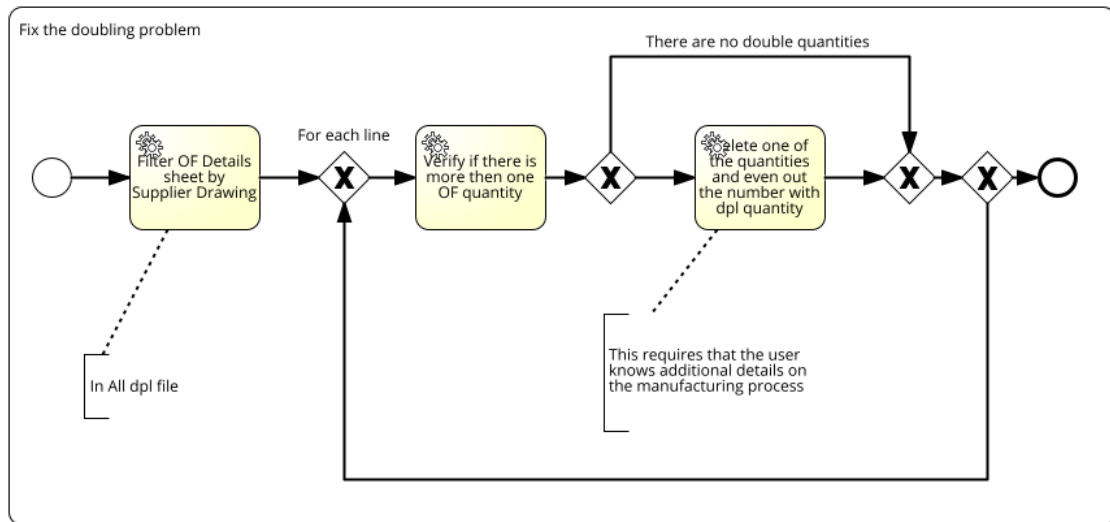 Fix the doubling problem
There are no double quantities
For each line
Filter OF Details
sheet by
Supplier Drawing
Verify if there is
more then one
OF quantity
elete one of
the quantities
and even out
the number with
dpl quantity
In All dpl file
This requires that the user
knows additional details on
the manufacturing process